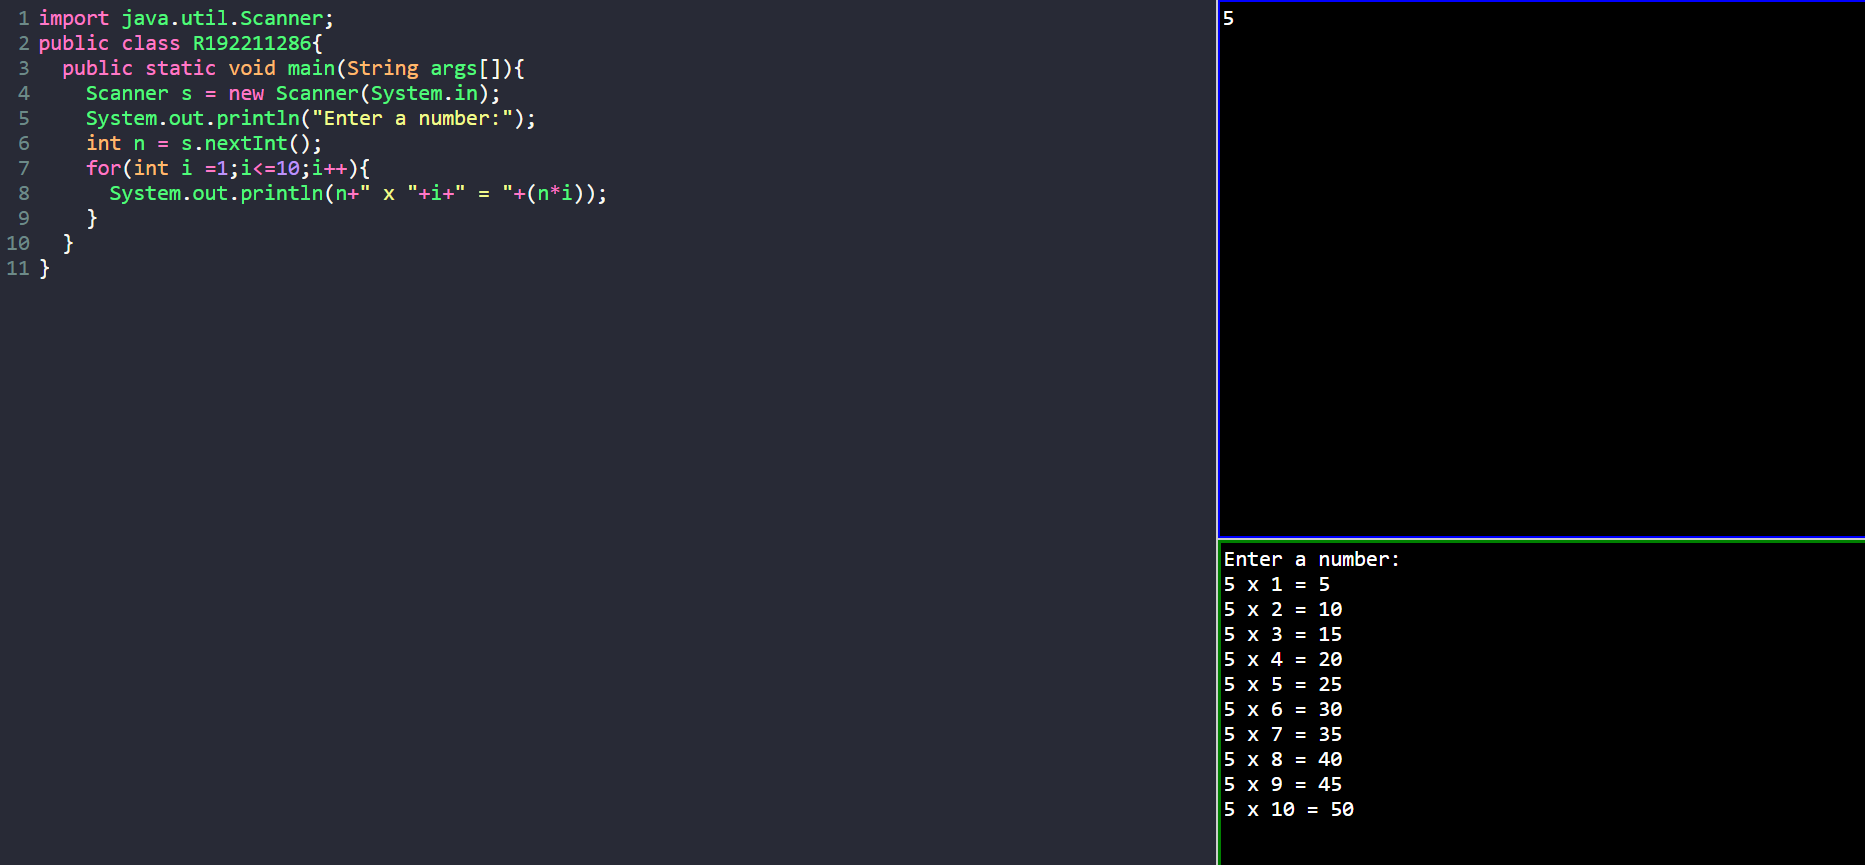 1 import java.util.Scanner;
2 public class R192211286{
3   public static void main(String args[]){
4     Scanner s = new Scanner(System.in);
5     System.out.println("Enter a number:");
6     int n = s.nextInt();
7     for(int i =1;i<=10;i++){
8       System.out.println(n+" x "+i+" = "+(n*i));
9     }
10   }
11 }
5
Enter a number:
5 x 1 = 5
5 x 2 = 10
5 x 3 = 15
5 x 4 = 20
5 x 5 = 25
5 x 6 = 30
5 x 7 = 35
5 x 8 = 40
5 x 9 = 45
5 x 10 = 50